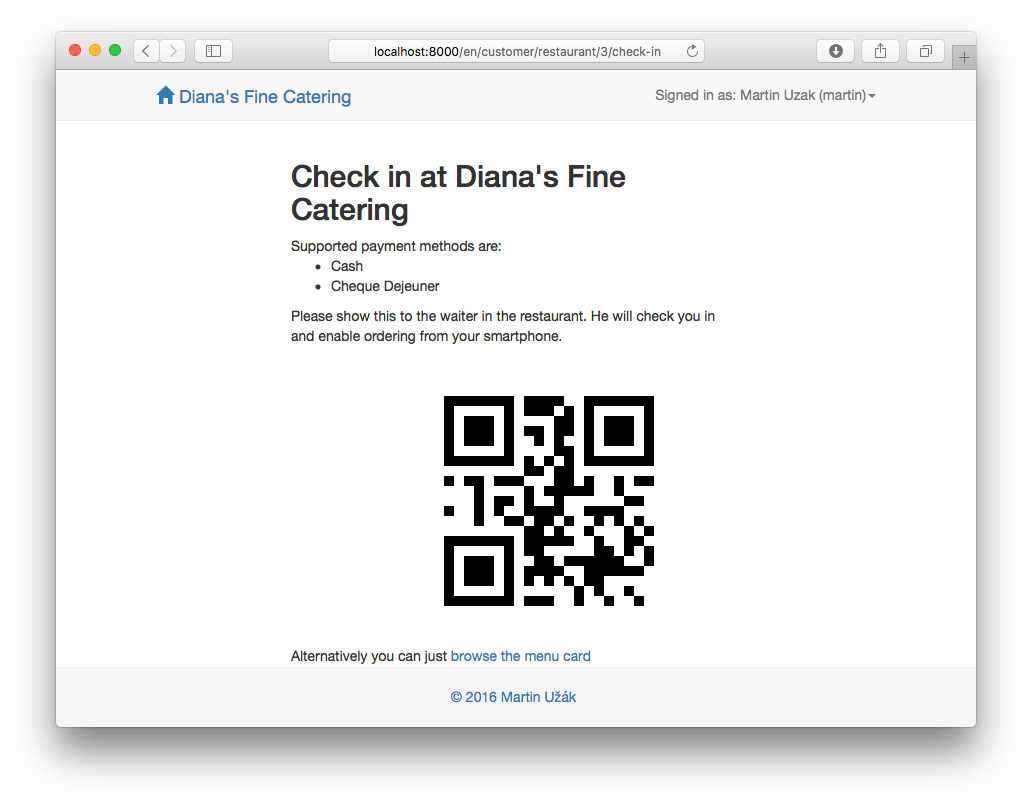 localhost:8000/en/customer/restaurant/3/check-in
Diana's Fine Catering
Signed in as: Martin Uzak (martin)
Check in at Diana's Fine
Catering
Supported payment methods are:
Cash
Cheque Dejeuner
Please show this to the waiter in the restaurant. He will check you in
and enable ordering from your smartphone.
Alternatively you can just browse the menu card
© 2016 Martin Užák